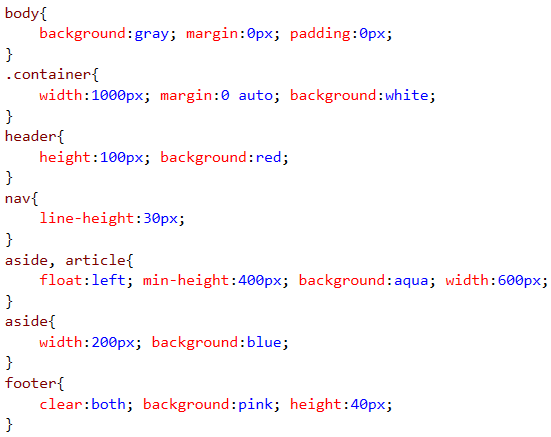 body{
    background:gray; margin:0px; padding:0px;
}
.container{
    width:1000px; margin:0 auto; background:white;
}
header{
    height:100px; background:red;
}
nav{
    line-height:30px;
}
aside, article{
    float:left; min-height:400px; background:aqua; width:600px;
}
aside{
    width:200px; background:blue;
}
footer{
    clear:both; background:pink; height:40px;
}